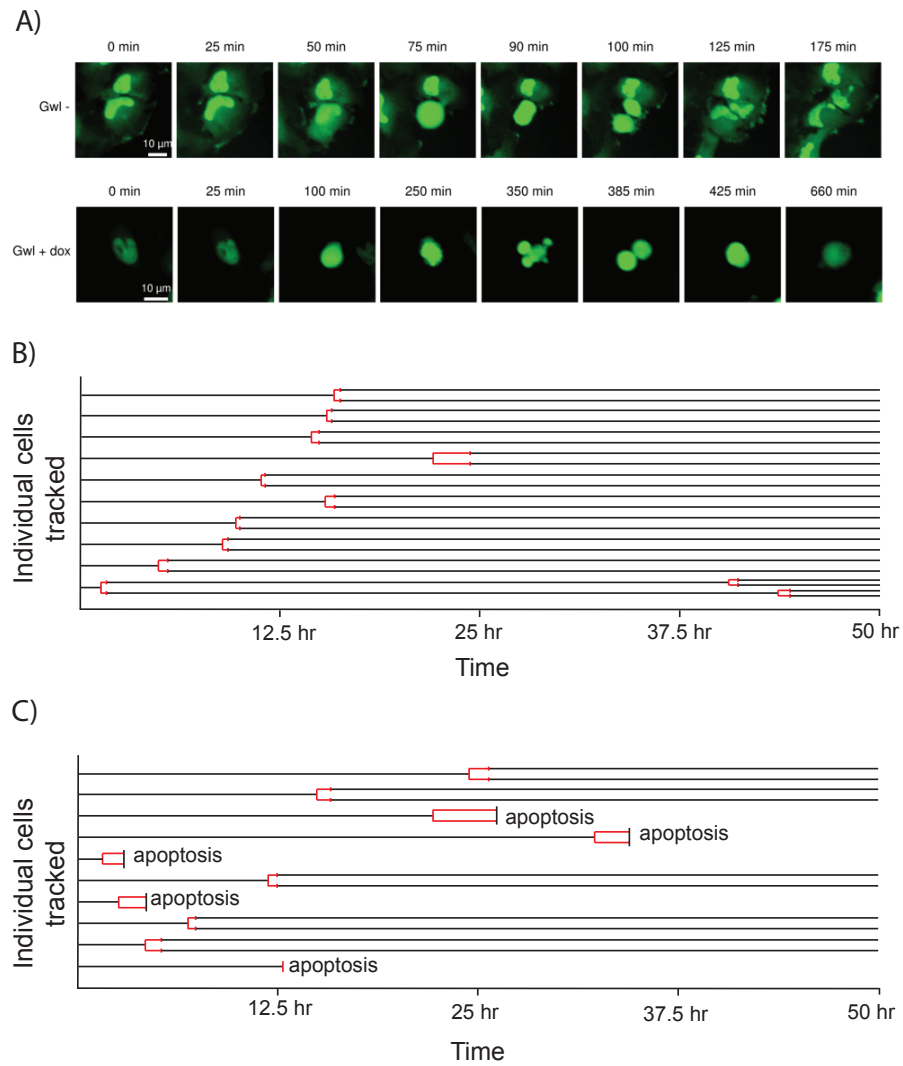 A)
0 min 25 min 50 min 75 min 90 min 100 min 125 min 175 min
Gwl -
10 µm
0 min 25 min 100 min 250 min 350 min 385 min 425 min 660 min
Gwl + dox
10 µm
B)
Individual cells
tracked
12.5 hr 25 hr 37.5 hr 50 hr
Time
C)
Individual cells
tracked
apoptosis
apoptosis
apoptosis
apoptosis
apoptosis
12.5 hr 25 hr 37.5 hr 50 hr
Time